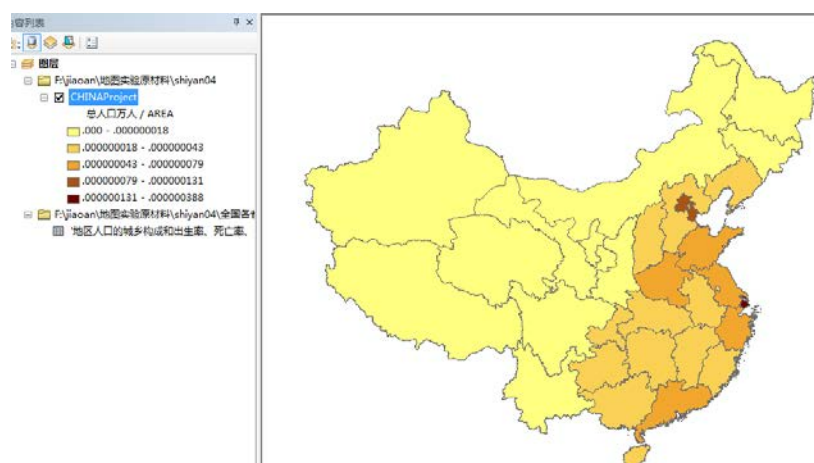 内容列表
图层
F:\jiaoan\地图实验原材料\shiyan04
CHINAProject
总人口万人 / AREA
.000 - .000000018
.000000018 - .000000043
.000000043 - .000000079
.000000079 - .000000131
.000000131 - .000000388
F:\jiaoan\地图实验原材料\shiyan04\全国各省
'地区人口的城乡构成和出生率、死亡率、